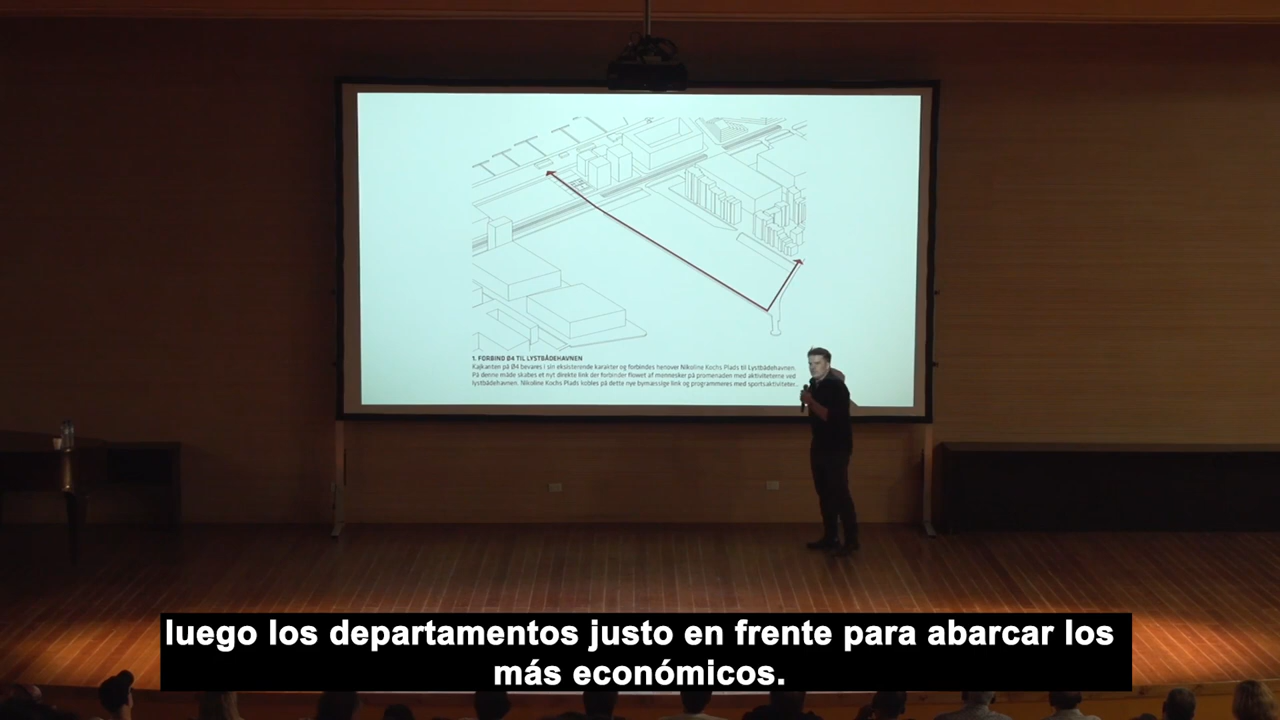 1. FORBIND Ø4 TIL LYSTBÅDEHAVNEN
Kajkanten på Ø4 bevares i sin eksisterende karakter og forbindes henover Nikoline Kochs Plads til Lystbådehavnen.
På denne måde skabes et nyt direkte link der forbinder flowet af mennesker på promenaden med aktiviteterne ved
lystbådehavnen. Nikoline Kochs Plads kobles på dette nye bymæssige link og programmeres med sportsaktiviteter.
luego los departamentos justo en frente para abarcar los
más económicos.